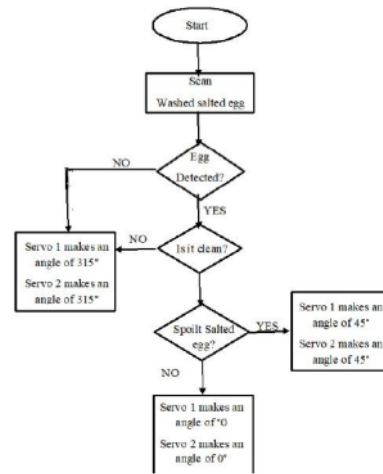 Start
Scan
Washed salted egg
Egg
Detected?
NO
YES
Is it clean?
NO
Servo 1 makes an
angle of 315"
Servo 2 makes an
angle of 315"
Spoilt Salted
egg?
YES
Servo 1 makes an
angle of 45"
Servo 2 makes an
angle of 45"
NO
Servo 1 makes an
angle of "0
Servo 2 makes an
angle of 0"